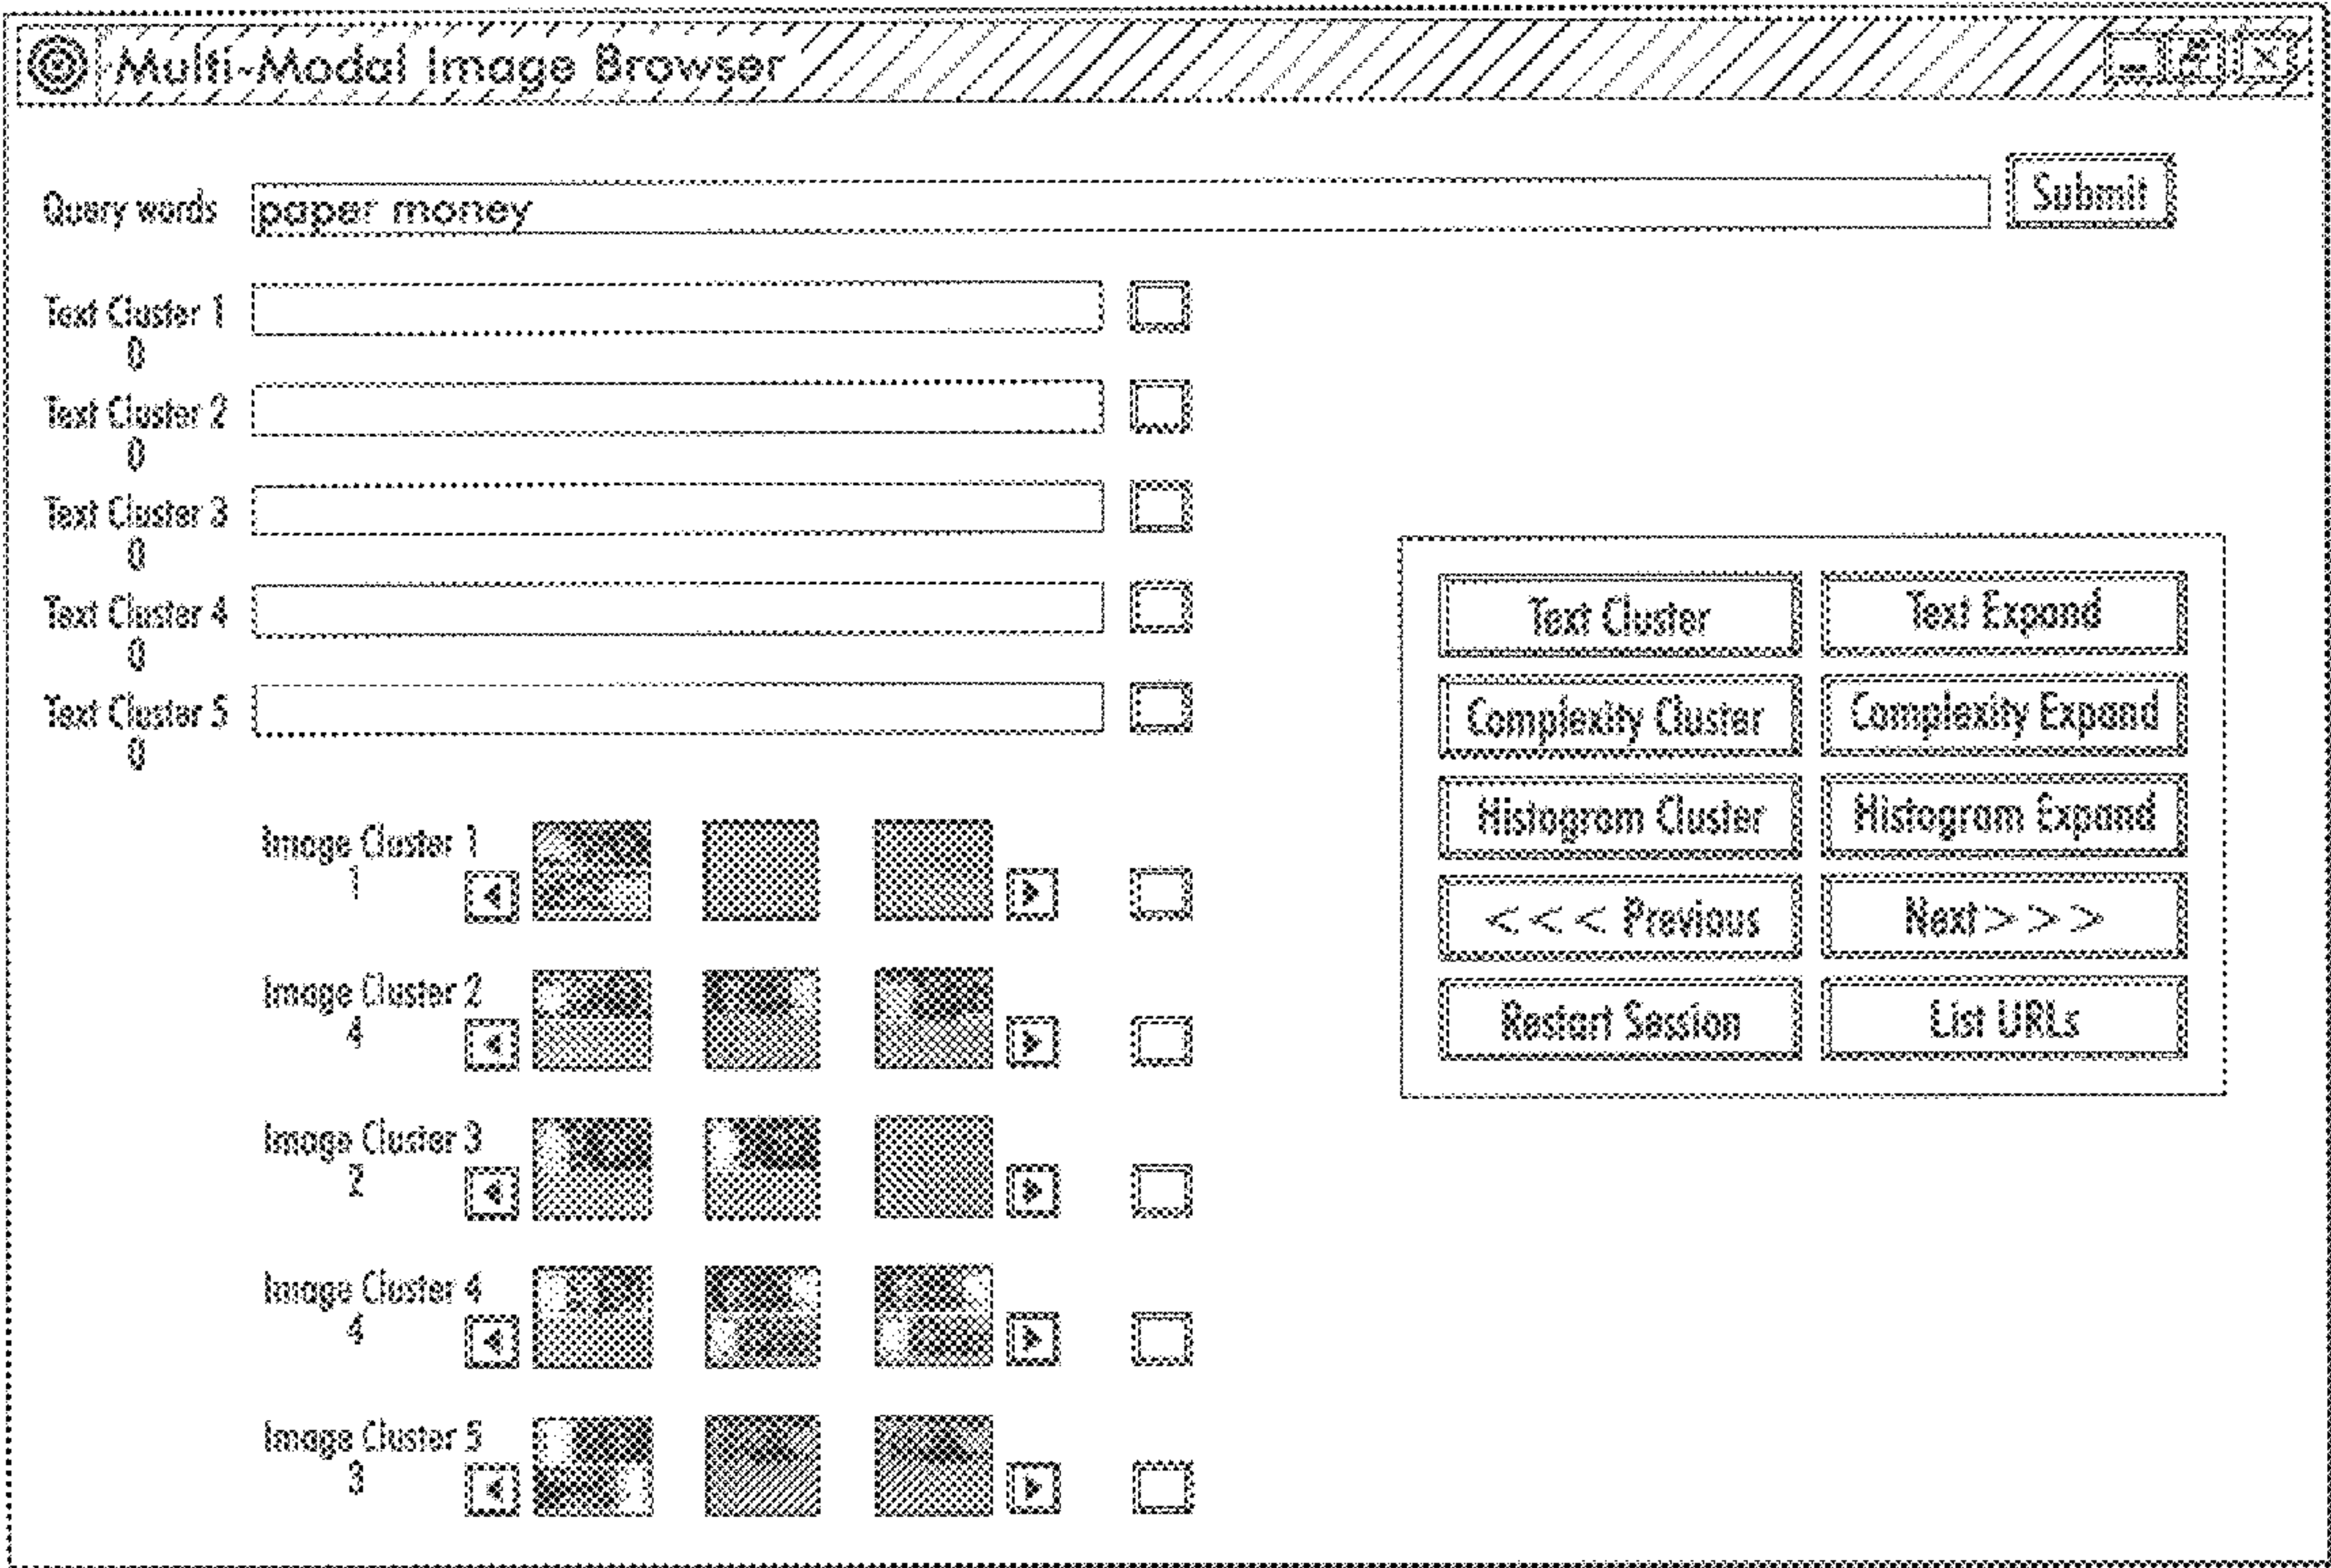 Multi-Modal Image Browser
Query words paper money Submit
Text Cluster 1
0
Text Cluster 2
0
Text Cluster 3
0
Text Cluster 4
0
Text Cluster 5
0
Text Cluster Text Expand
Complexity Cluster Complexity Expand
Histogram Cluster Histogram Expand
<<< Previous Next>>>
Restart Session List URLs
Image Cluster 1
1
Image Cluster 2
4
Image Cluster 3
2
Image Cluster 4
4
Image Cluster 5
3